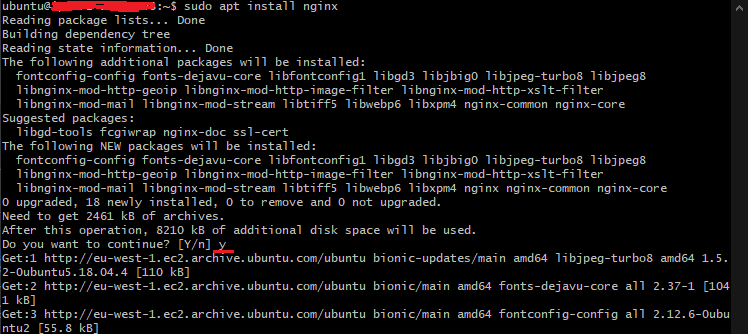 ubuntu@:~$ sudo apt install nginx
Reading package lists... Done
Building dependency tree
Reading state information... Done
The following additional packages will be installed:
fontconfig-config fonts-dejavu-core libfontconfig1 libgd3 libjbig0 libjpeg-turbo8 libjpeg8
libnginx-mod-http-geoip libnginx-mod-http-image-filter libnginx-mod-http-xslt-filter
libnginx-mod-mail libnginx-mod-stream libtiff5 libwebp6 libxpm4 nginx-common nginx-core
Suggested packages:
libgd-tools fcgiwrap nginx-doc ssl-cert
The following NEW packages will be installed:
fontconfig-config fonts-dejavu-core libfontconfig1 libgd3 libjbig0 libjpeg-turbo8 libjpeg8
libnginx-mod-http-geoip libnginx-mod-http-image-filter libnginx-mod-http-xslt-filter
libnginx-mod-mail libnginx-mod-stream libtiff5 libwebp6 libxpm4 nginx nginx-common nginx-core
0 upgraded, 18 newly installed, 0 to remove and 0 not upgraded.
Need to get 2461 kB of archives.
After this operation, 8210 kB of additional disk space will be used.
Do you want to continue? [Y/n] y
Get:1 http://eu-west-1.ec2.archive.ubuntu.com/ubuntu bionic-updates/main amd64 libjpeg-turbo8 amd64 1.5.
2-0ubuntu5.18.04.4 [110 kB]
Get:2 http://eu-west-1.ec2.archive.ubuntu.com/ubuntu bionic/main amd64 fonts-dejavu-core all 2.37-1 [104
1 kB]
Get:3 http://eu-west-1.ec2.archive.ubuntu.com/ubuntu bionic/main amd64 fontconfig-config all 2.12.6-0ubu
ntu2 [55.8 kB]